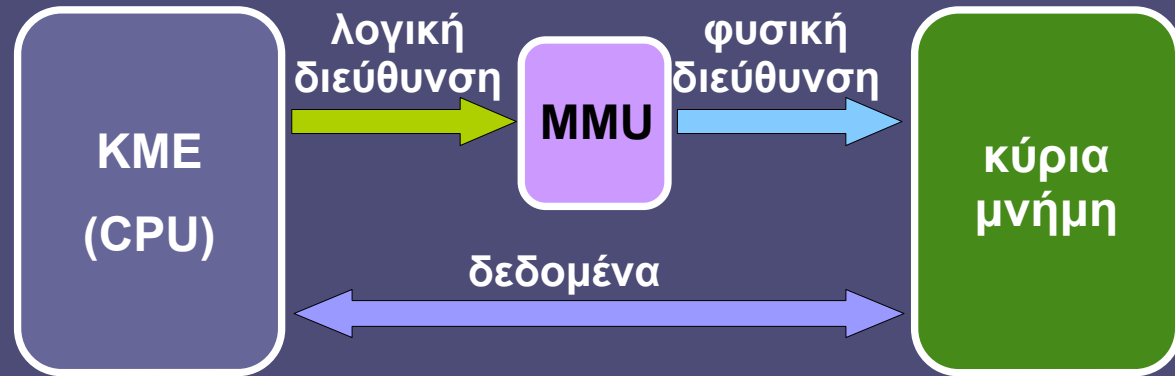 ΚΜΕ
(CPU)
λογική
διεύθυνση
MMU
φυσική
διεύθυνση
κύρια
μνήμη
δεδομένα